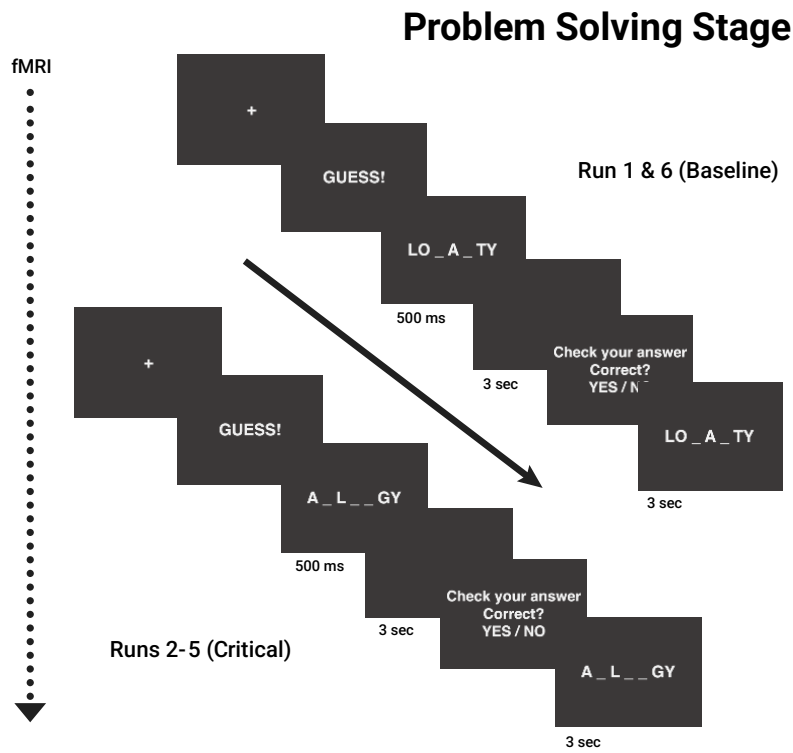 Problem Solving Stage
fMRI
+
GUESS!
Run 1 & 6 (Baseline)
LO _ A _ TY
500 ms
3 sec
Check your answer
Correct?
YES / N
LO _ A _ TY
3 sec
+
GUESS!
A _ L _ _ GY
500 ms
3 sec
Check your answer
Correct?
YES / NO
A _ L _ _ GY
3 sec
Runs 2-5 (Critical)